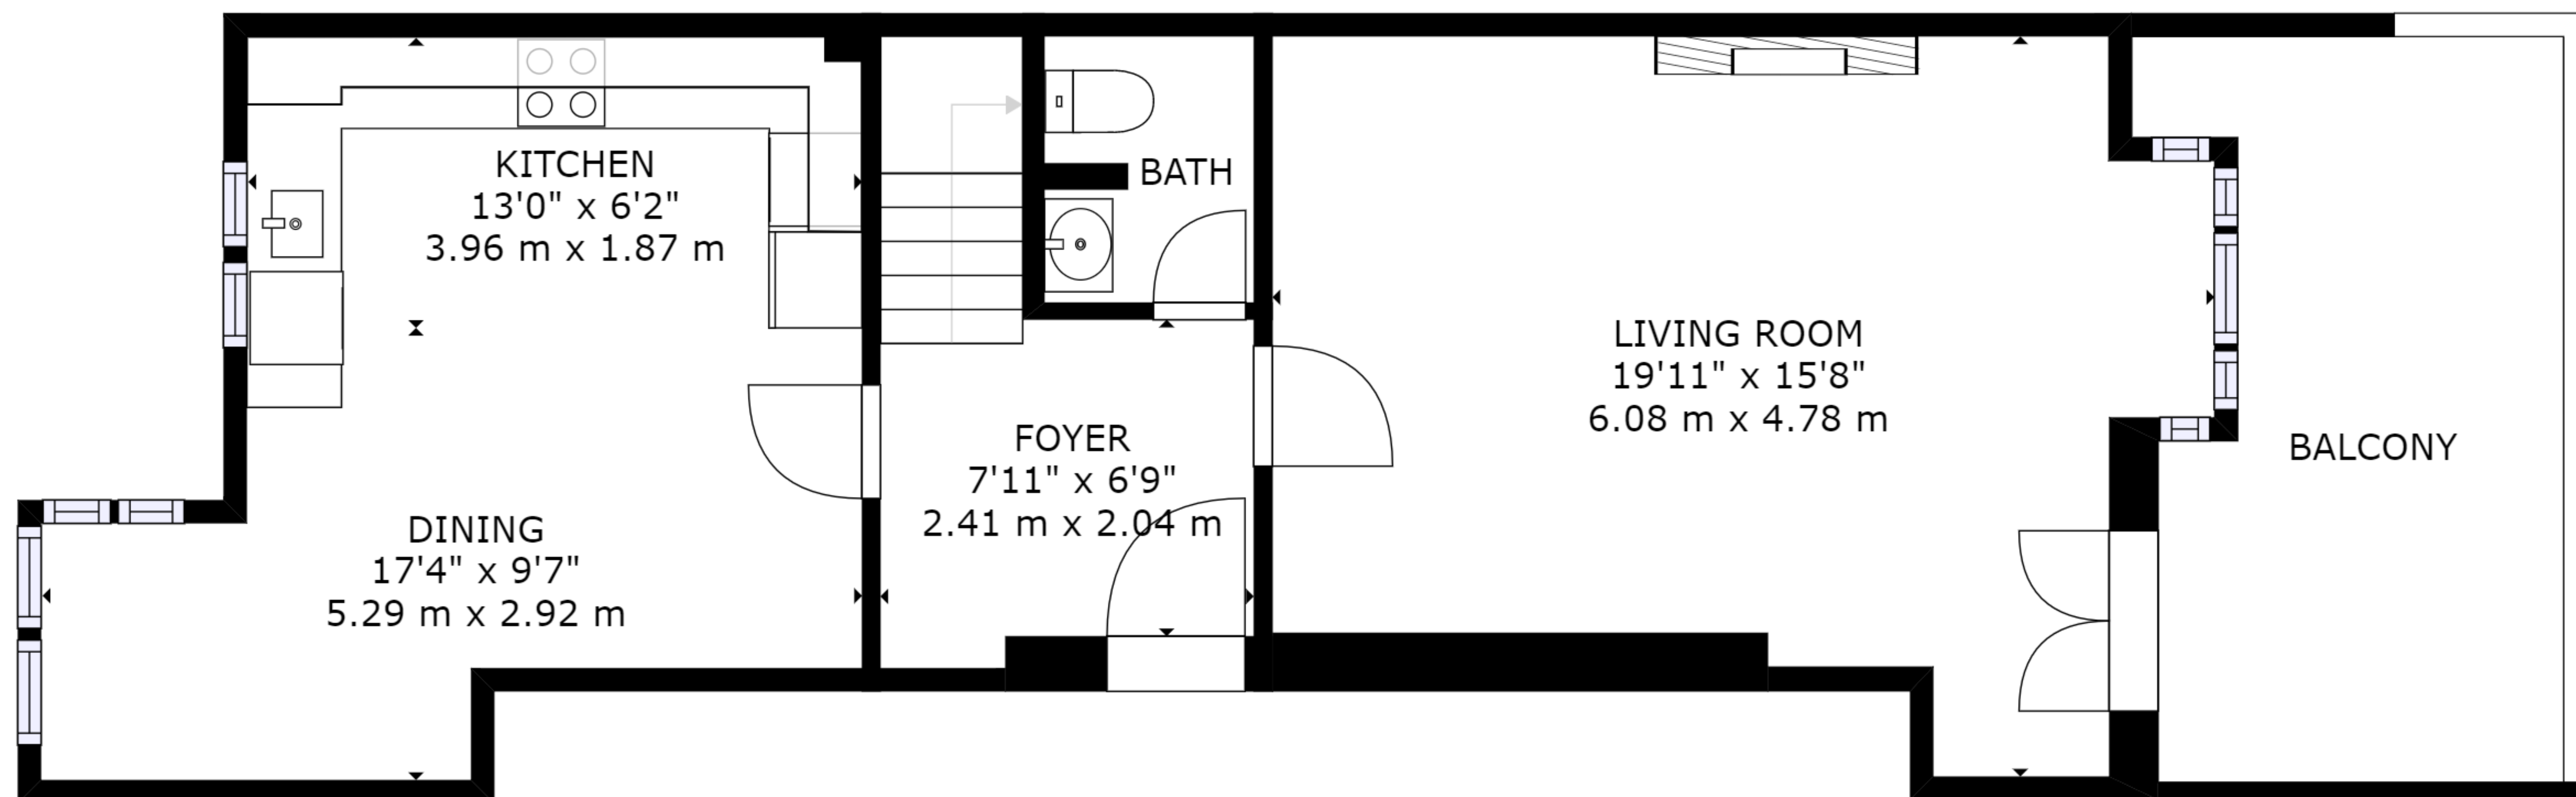 KITCHEN
13'0" x 6'2"
3.96 m x 1.87 m
BATH
LIVING ROOM
19'11" x 15'8"
6.08 m x 4.78 m
FOYER
7'11" x 6'9"
2.41 m x 2.04 m
BALCONY
DINING
17'4" x 9'7"
5.29 m x 2.92 m